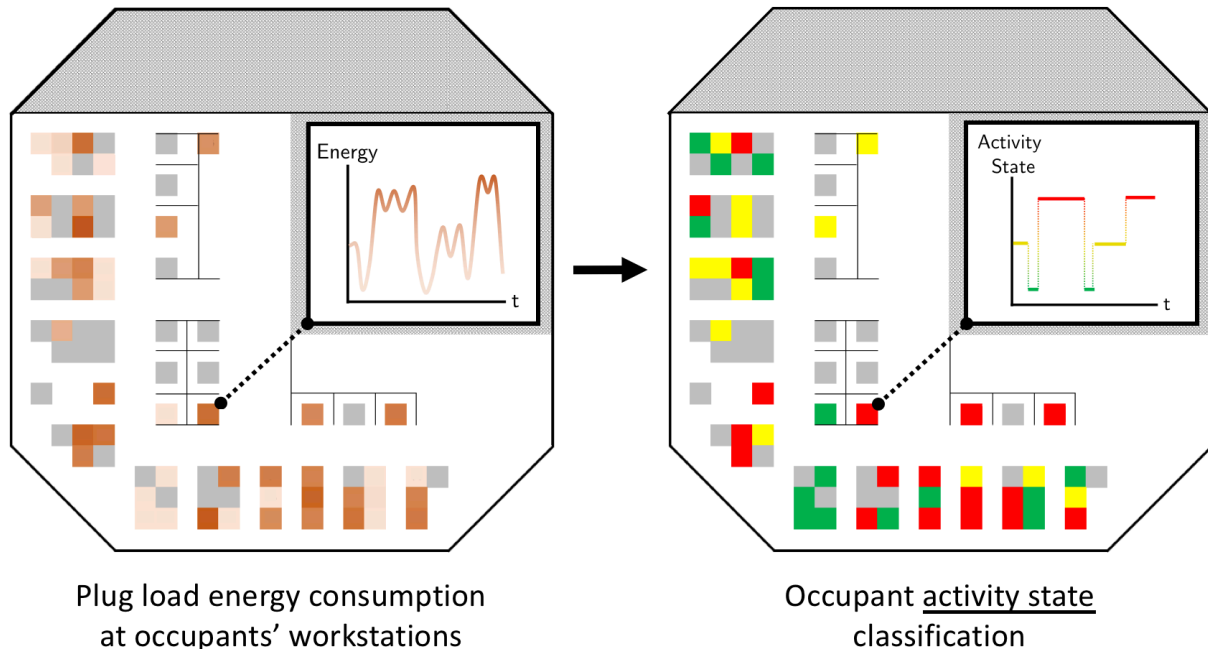 Energy
t
Activity
State
t
Plug load energy consumption
at occupants’ workstations
Occupant activity state
classification